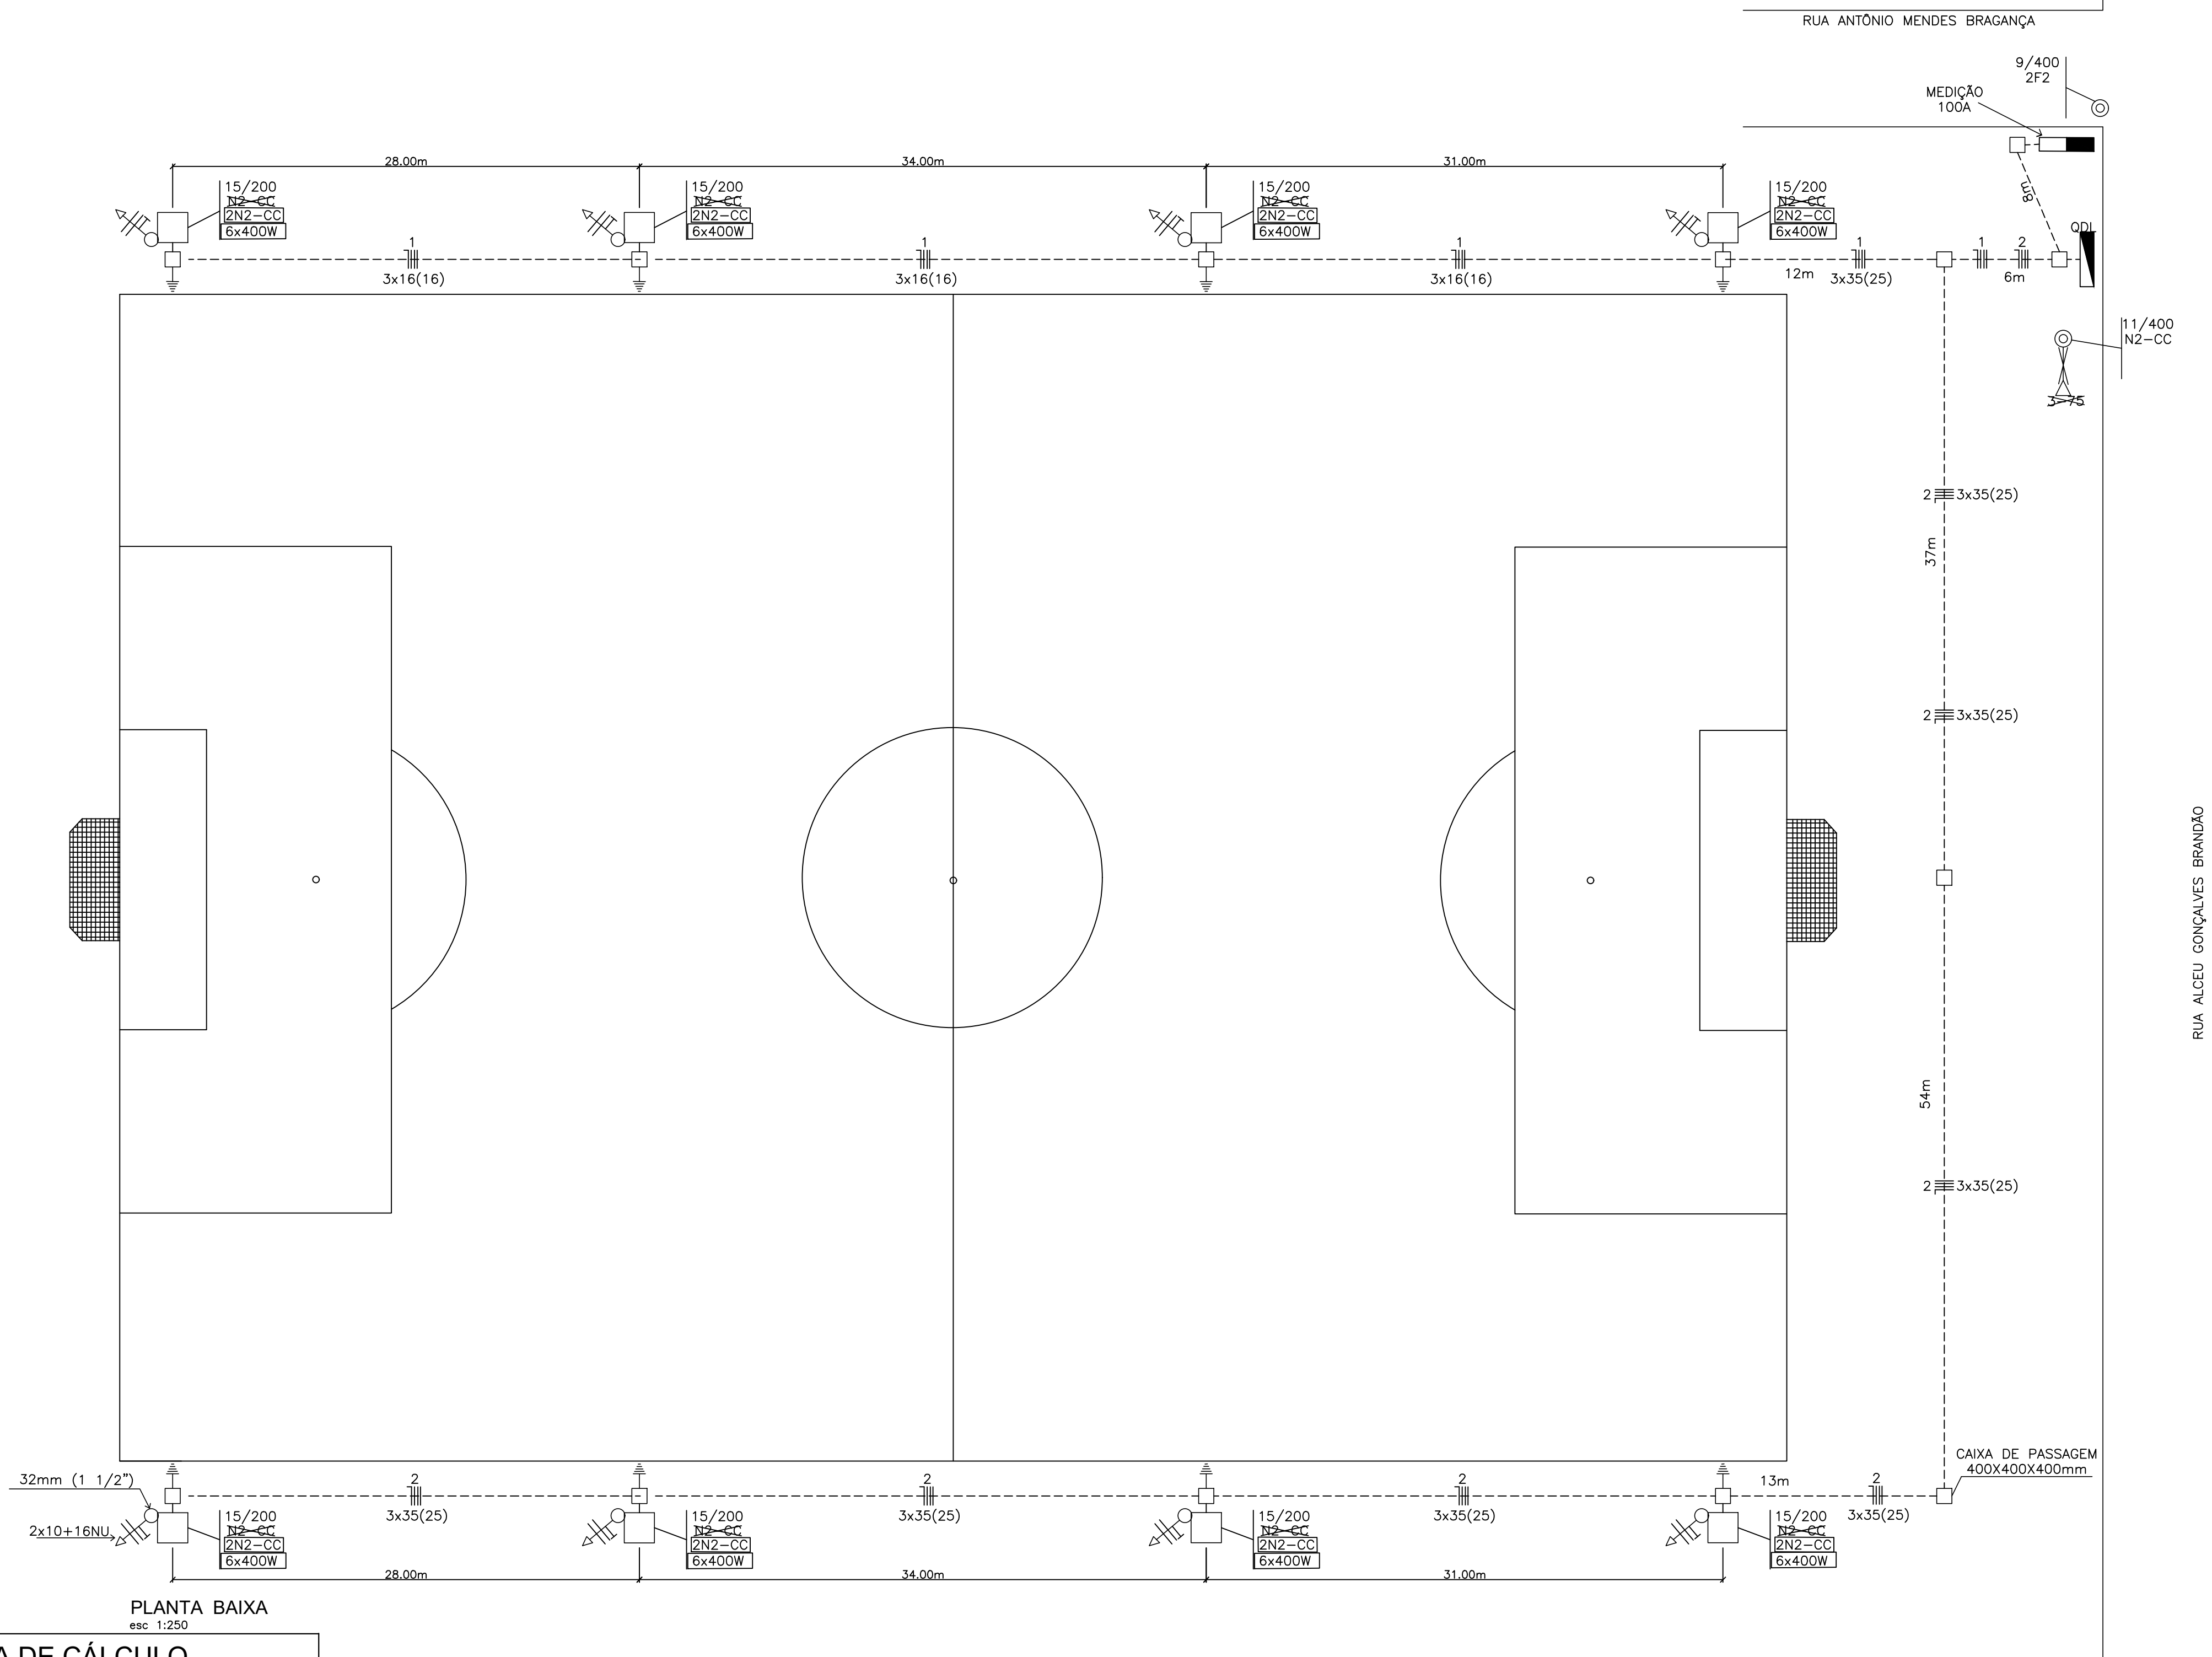 RUA ANTÔNIO MENDES BRAGANÇA
9/400
2F2
MEDIÇÃO
100A
28.00m
34.00m
31.00m
15/200
N2-CC
2N2-CC
6x400W
15/200
N2-CC
2N2-CC
6x400W
15/200
N2-CC
2N2-CC
6x400W
15/200
N2-CC
2N2-CC
6x400W
8m
QDL
1
3x16(16)
1
3x16(16)
1
3x16(16)
12m
1
3x35(25)
1
2
6m
11/400
N2-CC
3-75
2
3x35(25)
37m
2
3x35(25)
RUA ALCEU GONÇALVES BRANDÃO
54m
2
3x35(25)
CAIXA DE PASSAGEM
400X400X400mm
32mm (1 1/2")
2x10+16NU
2
3x35(25)
2
3x35(25)
2
3x35(25)
13m
2
3x35(25)
15/200
N2-CC
2N2-CC
6x400W
15/200
N2-CC
2N2-CC
6x400W
15/200
N2-CC
2N2-CC
6x400W
15/200
N2-CC
2N2-CC
6x400W
28.00m
34.00m
31.00m
PLANTA BAIXA
esc 1:250
A DE CÁLCULO